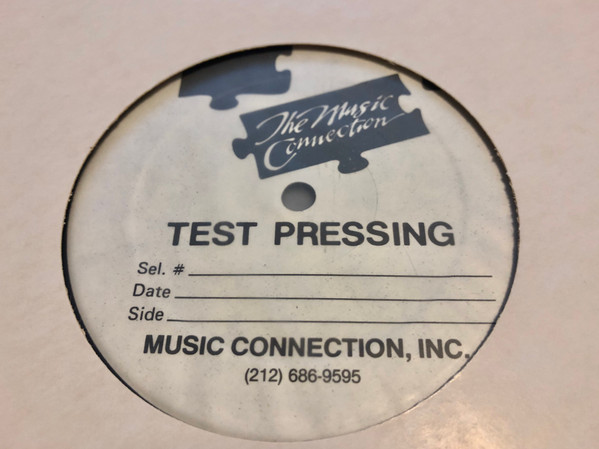 The Music
Connection
TEST PRESSING
Sel. #
Date
Side
MUSIC CONNECTION, INC.
(212) 686-9595